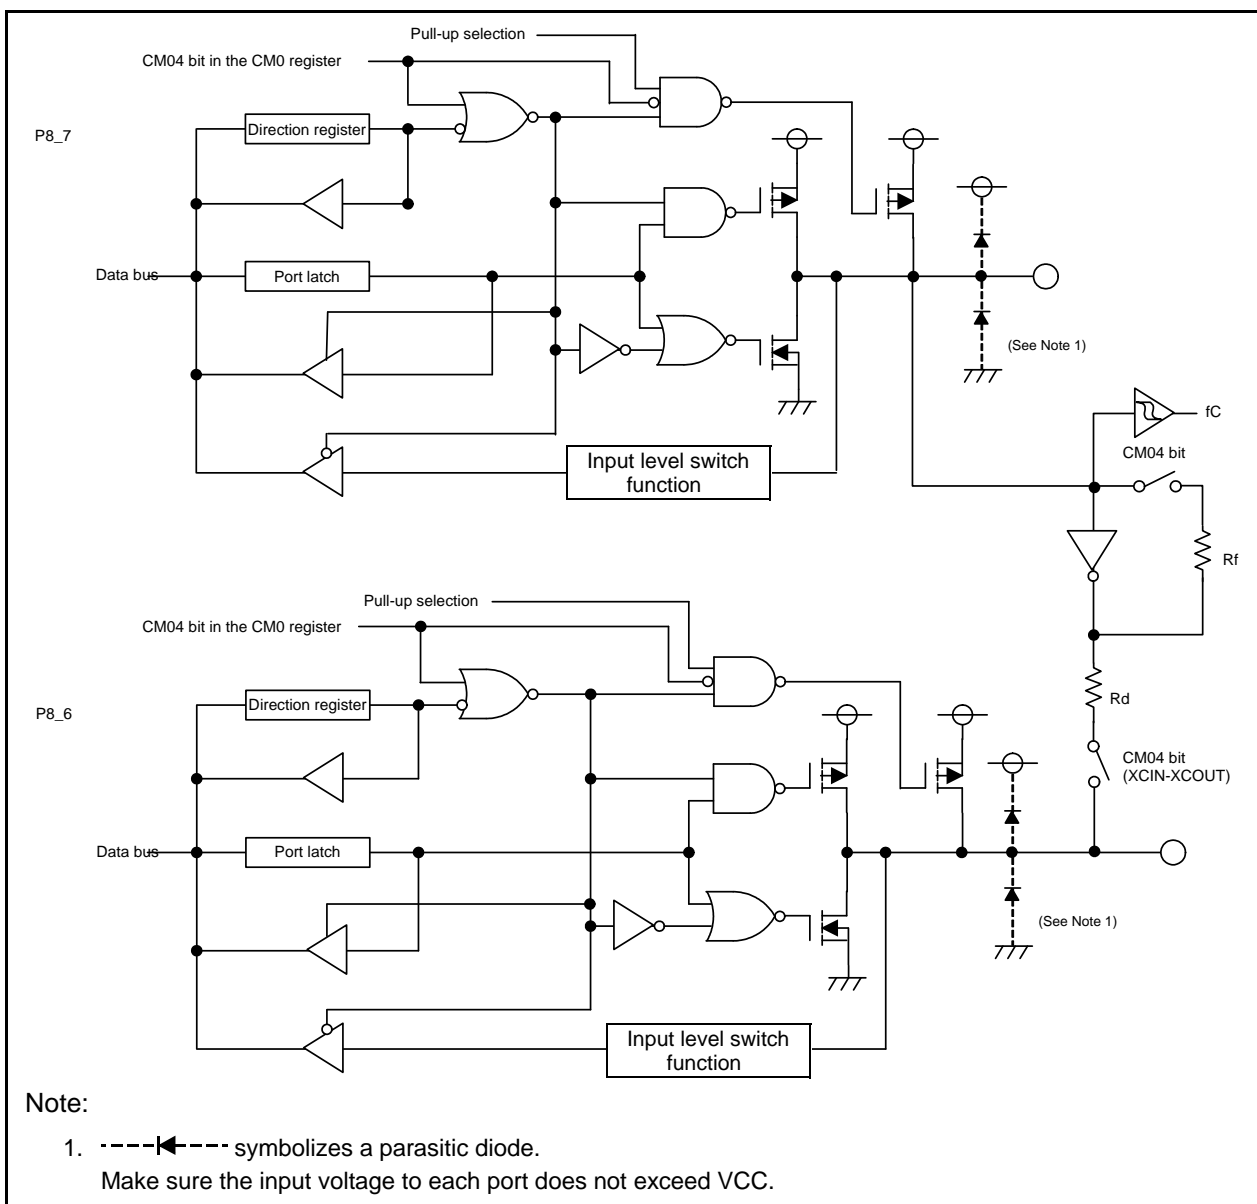 Pull-up selection
CM04 bit in the CM0 register
Direction register
P8_7
Data bus
Port latch
(See Note 1)
fC
CM04 bit
Input level switch
function
Rf
Pull-up selection
CM04 bit in the CM0 register
Rd
Direction register
P8_6
CM04 bit
(XCIN-XCOUT)
Data bus
Port latch
(See Note 1)
Input level switch
function
Note:
1. symbolizes a parasitic diode.
Make sure the input voltage to each port does not exceed VCC.